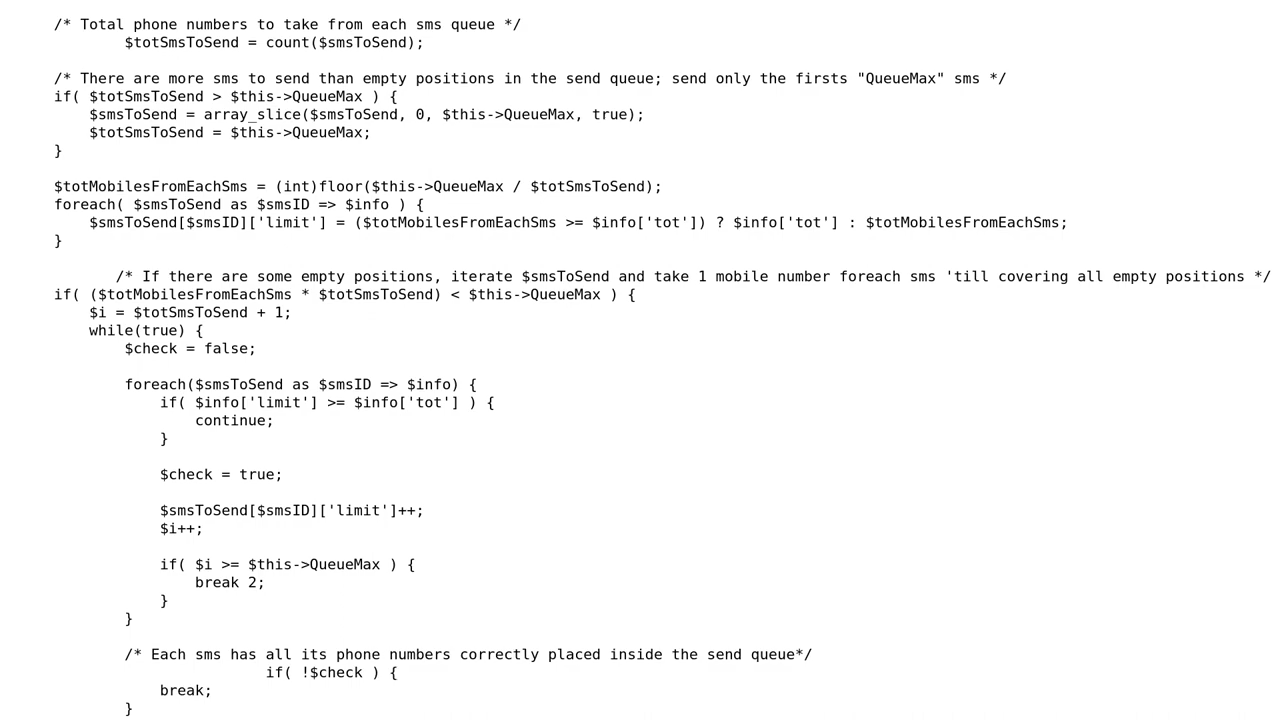 /* Total phone numbers to take from each sms queue */
$totSmsToSend = count($smsToSend);
/* There are more sms to send than empty positions in the send queue; send only the firsts "QueueMax" sms */
if( $totSmsToSend > $this->QueueMax ) {
$smsToSend = array_slice($smsToSend, 0, $this->QueueMax, true);
$totSmsToSend = $this->QueueMax;
}
$totMobilesFromEachSms = (int)floor($this->QueueMax / $totSmsToSend);
foreach( $smsToSend as $smsID => $info ) {
$smsToSend[$smsID]['limit'] = ($totMobilesFromEachSms >= $info['tot']) ? $info['tot'] : $totMobilesFromEachSms;
}
/* If there are some empty positions, iterate $smsToSend and take 1 mobile number foreach sms 'till covering all empty positions */
if( ($totMobilesFromEachSms * $totSmsToSend) < $this->QueueMax ) {
$i = $totSmsToSend + 1;
while(true) {
$check = false;
foreach($smsToSend as $smsID => $info) {
if( $info['limit'] >= $info['tot'] ) {
continue;
}
$check = true;
$smsToSend[$smsID]['limit']++;
$i++;
if( $i >= $this->QueueMax ) {
break 2;
}
}
/* Each sms has all its phone numbers correctly placed inside the send queue*/
if( !$check ) {
break;
}